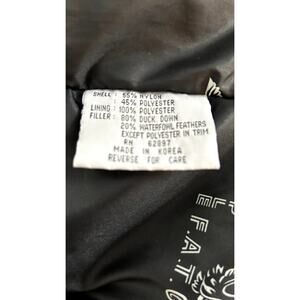 SHELL : 55% NYLON
45% POLYESTER
LINING: 100% POLYESTER
FILLER: 80% DUCK DOWN
20% WATERFOWL FEATHERS
EXCEPT POLYESTER IN TRIM
RN 62897
MADE IN KOREA
REVERSE FOR CARE
F.A.T.